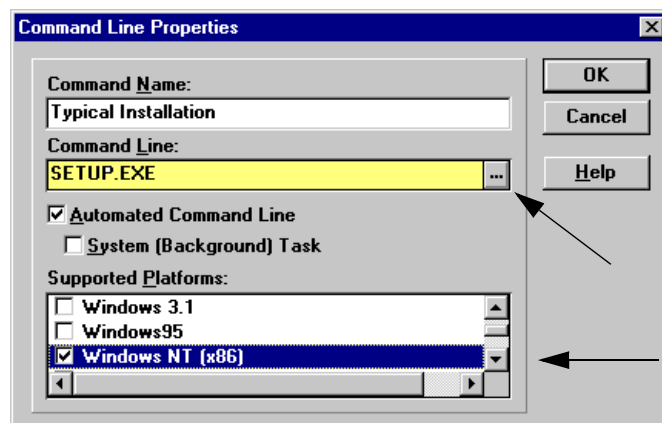 Command Line Properties
Command Name:
Typical Installation
Command Line:
SETUP.EXE
...
Automated Command Line
System (Background) Task
Supported Platforms:
Windows 3.1
Windows95
Windows NT (x86)
OK
Cancel
Help